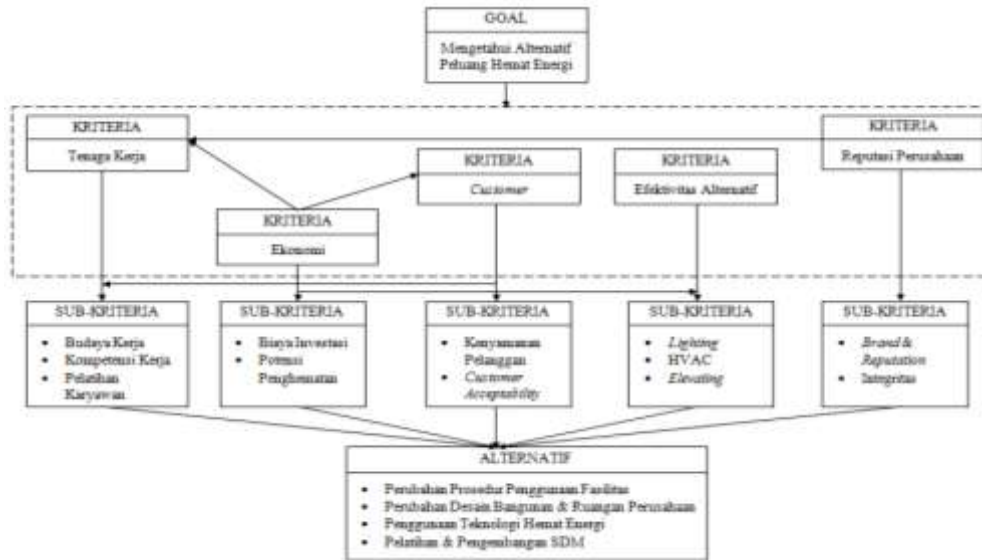 GOAL
Mengetahui Alternatif
Peluang Hemat Energi
KRITERIA
Tenaga Kerja
KRITERIA
Reputasi Perusahaan
KRITERIA
Customer
KRITERIA
Efektivitas Alternatif
KRITERIA
Ekonomi
SUB-KRITERIA
• Budaya Kerja
• Kompetensi Kerja
• Pelatihan
Karyawan
SUB-KRITERIA
• Biaya Investasi
• Potensi
Penghematan
SUB-KRITERIA
• Kenyamanan
Pelanggan
• Customer
Acceptability
SUB-KRITERIA
• Lighting
• HVAC
• Elevating
SUB-KRITERIA
• Brand &
Reputation
• Integritas
ALTERNATIF
• Perubahan Prosedur Penggunaan Fasilitas
• Perubahan Desain Bangunan & Ruangan Perusahaan
• Penggunaan Teknologi Hemat Energi
• Pelatihan & Pengembangan SDM